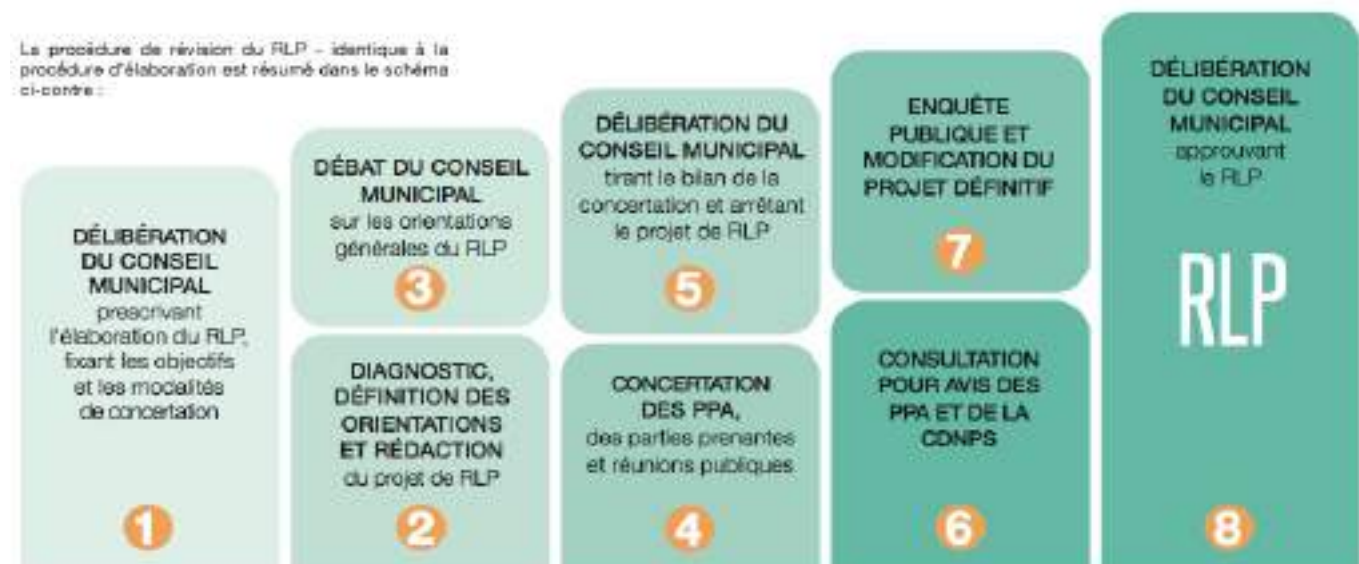 La procédure de révision du RLP - identique à la
procédure d'élaboration est résumé dans le schéma
ci-contre :
DÉLIBÉRATION
DU CONSEIL
MUNICIPAL
prescrivant
l'élaboration du RLP,
fixant les objectifs
et les modalités
de concertation
1
DIAGNOSTIC,
DÉFINITION DES
ORIENTATIONS
ET RÉDACTION
du projet de RLP
2
DÉBAT DU CONSEIL
MUNICIPAL
sur les orientations
générales du RLP
3
CONCERTATION
DES PPA,
des parties prenantes
et réunions publiques
4
DÉLIBÉRATION DU
CONSEIL MUNICIPAL
tirant le bilan de la
concertation et arrêtant
le projet de RLP
5
CONSULTATION
POUR AVIS DES
PPA ET DE LA
CDNPS
6
ENQUÊTE
PUBLIQUE ET
MODIFICATION DU
PROJET DÉFINITIF
7
DÉLIBÉRATION
DU CONSEIL
MUNICIPAL
approuvant
le RLP
RLP
8